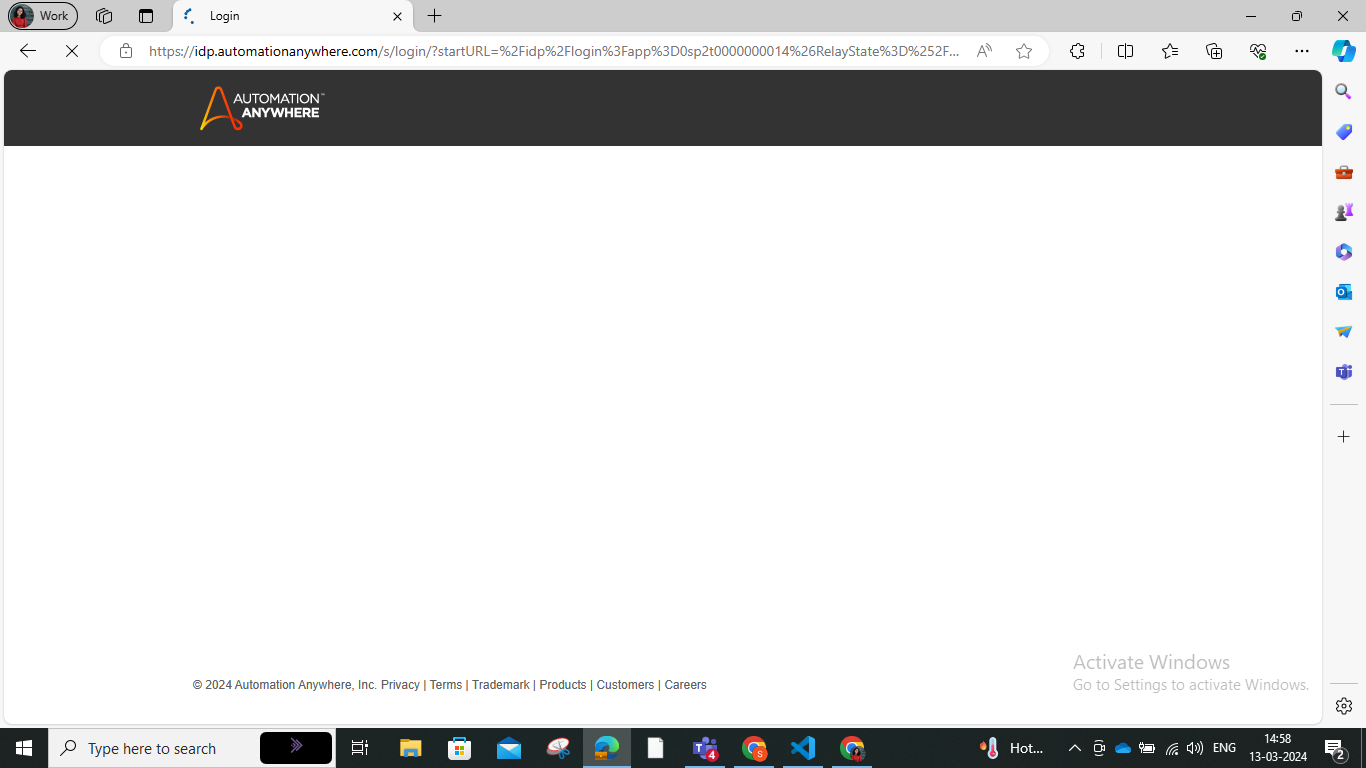 Work
Login
https://idp.automationanywhere.com/s/login/?startURL=%2Fidp%2Flogin%3Fapp%3D0sp2t0000000014%26RelayState%3D%252F...
AUTOMATION
ANYWHERE
© 2024 Automation Anywhere, Inc. Privacy | Terms | Trademark | Products | Customers | Careers
Activate Windows
Go to Settings to activate Windows.
Type here to search
4
S
Hot...
ENG
14:58
13-03-2024
2